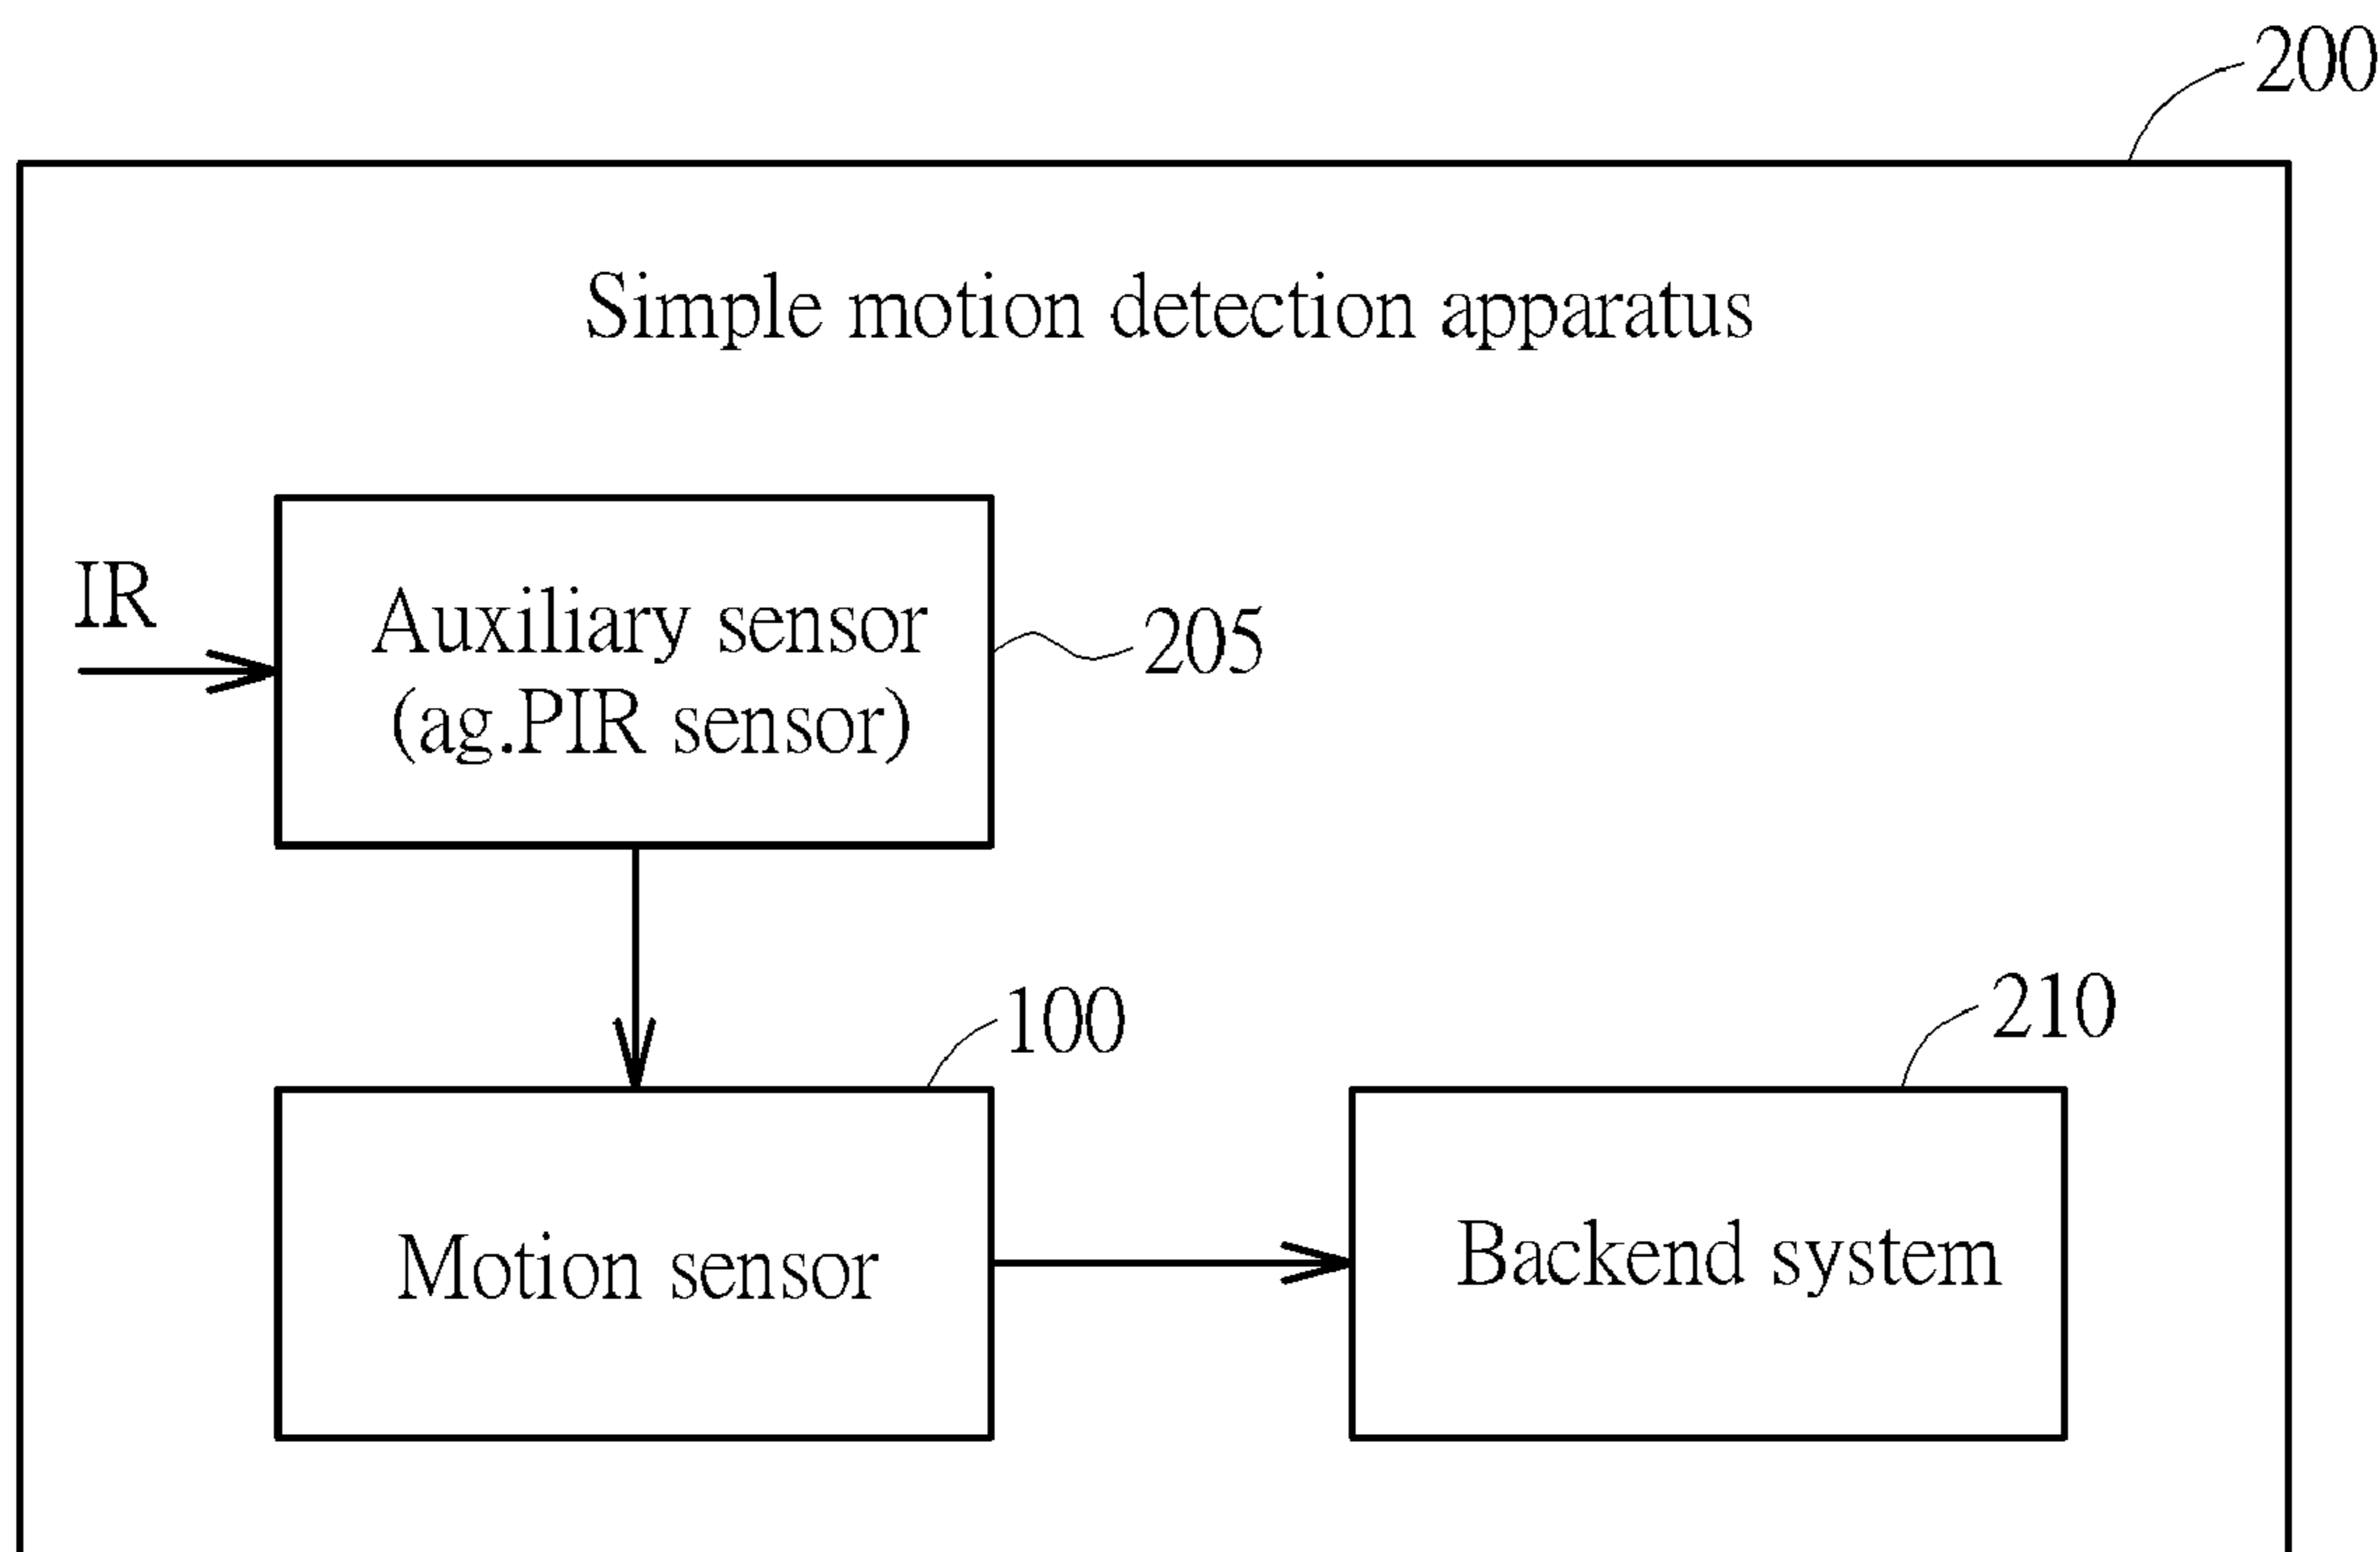 200
Simple motion detection apparatus
IR
Auxiliary sensor
(ag.PIR sensor)
205
100
210
Motion sensor
Backend system